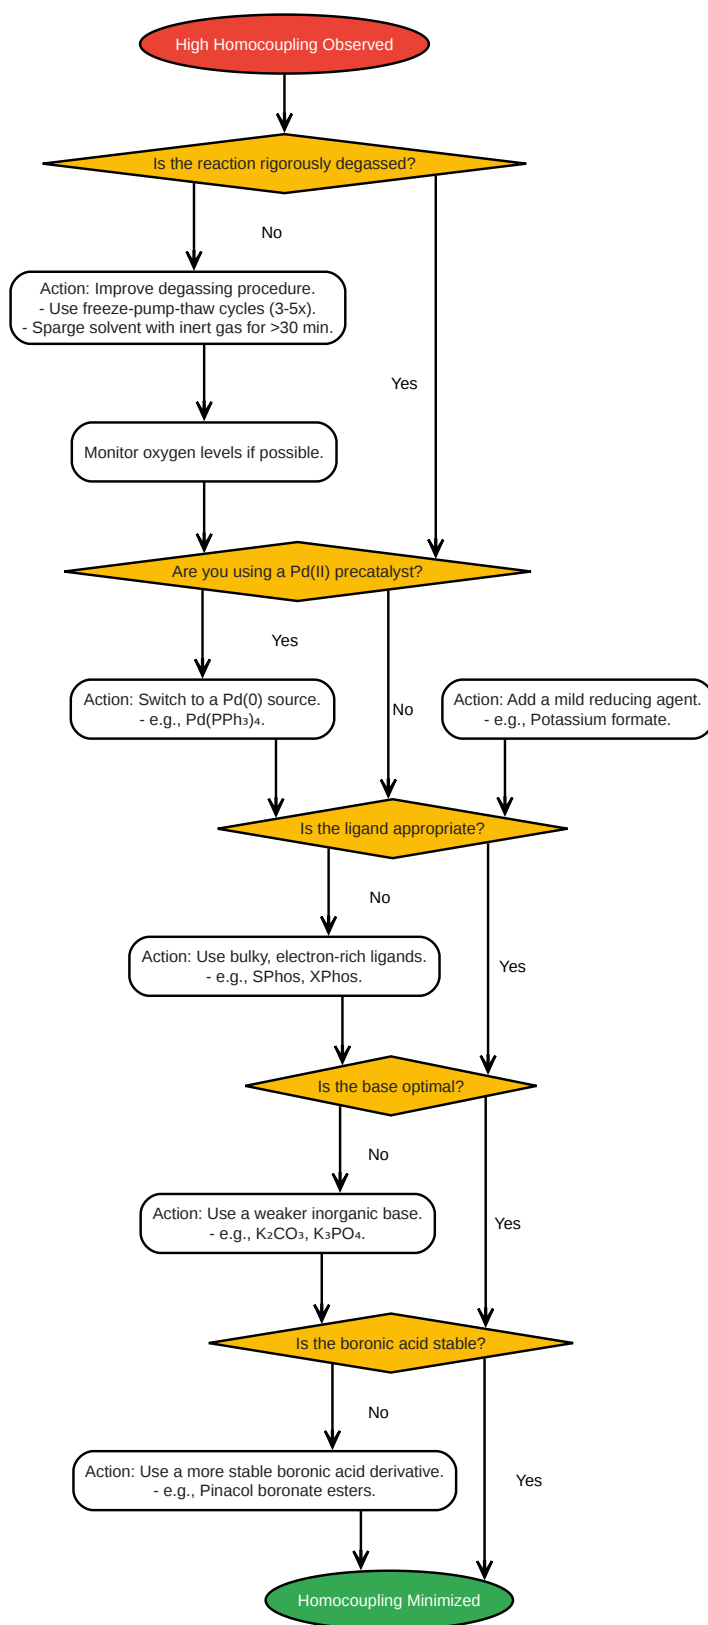 High Homocoupling Observed
Is the reaction rigorously degassed?
No
Action: Improve degassing procedure.
- Use freeze-pump-thaw cycles (3-5x).
- Sparge solvent with inert gas for >30 min.
Yes
Monitor oxygen levels if possible.
Are you using a Pd(II) precatalyst?
Yes
Action: Switch to a Pd(0) source.
- e.g., Pd(PPh₃)₄.
No
Action: Add a mild reducing agent.
- e.g., Potassium formate.
Is the ligand appropriate?
No
Action: Use bulky, electron-rich ligands.
- e.g., SPhos, XPhos.
Yes
Is the base optimal?
No
Action: Use a weaker inorganic base.
- e.g., K₂CO₃, K₃PO₄.
Yes
Is the boronic acid stable?
No
Action: Use a more stable boronic acid derivative.
- e.g., Pinacol boronate esters.
Yes
Homocoupling Minimized